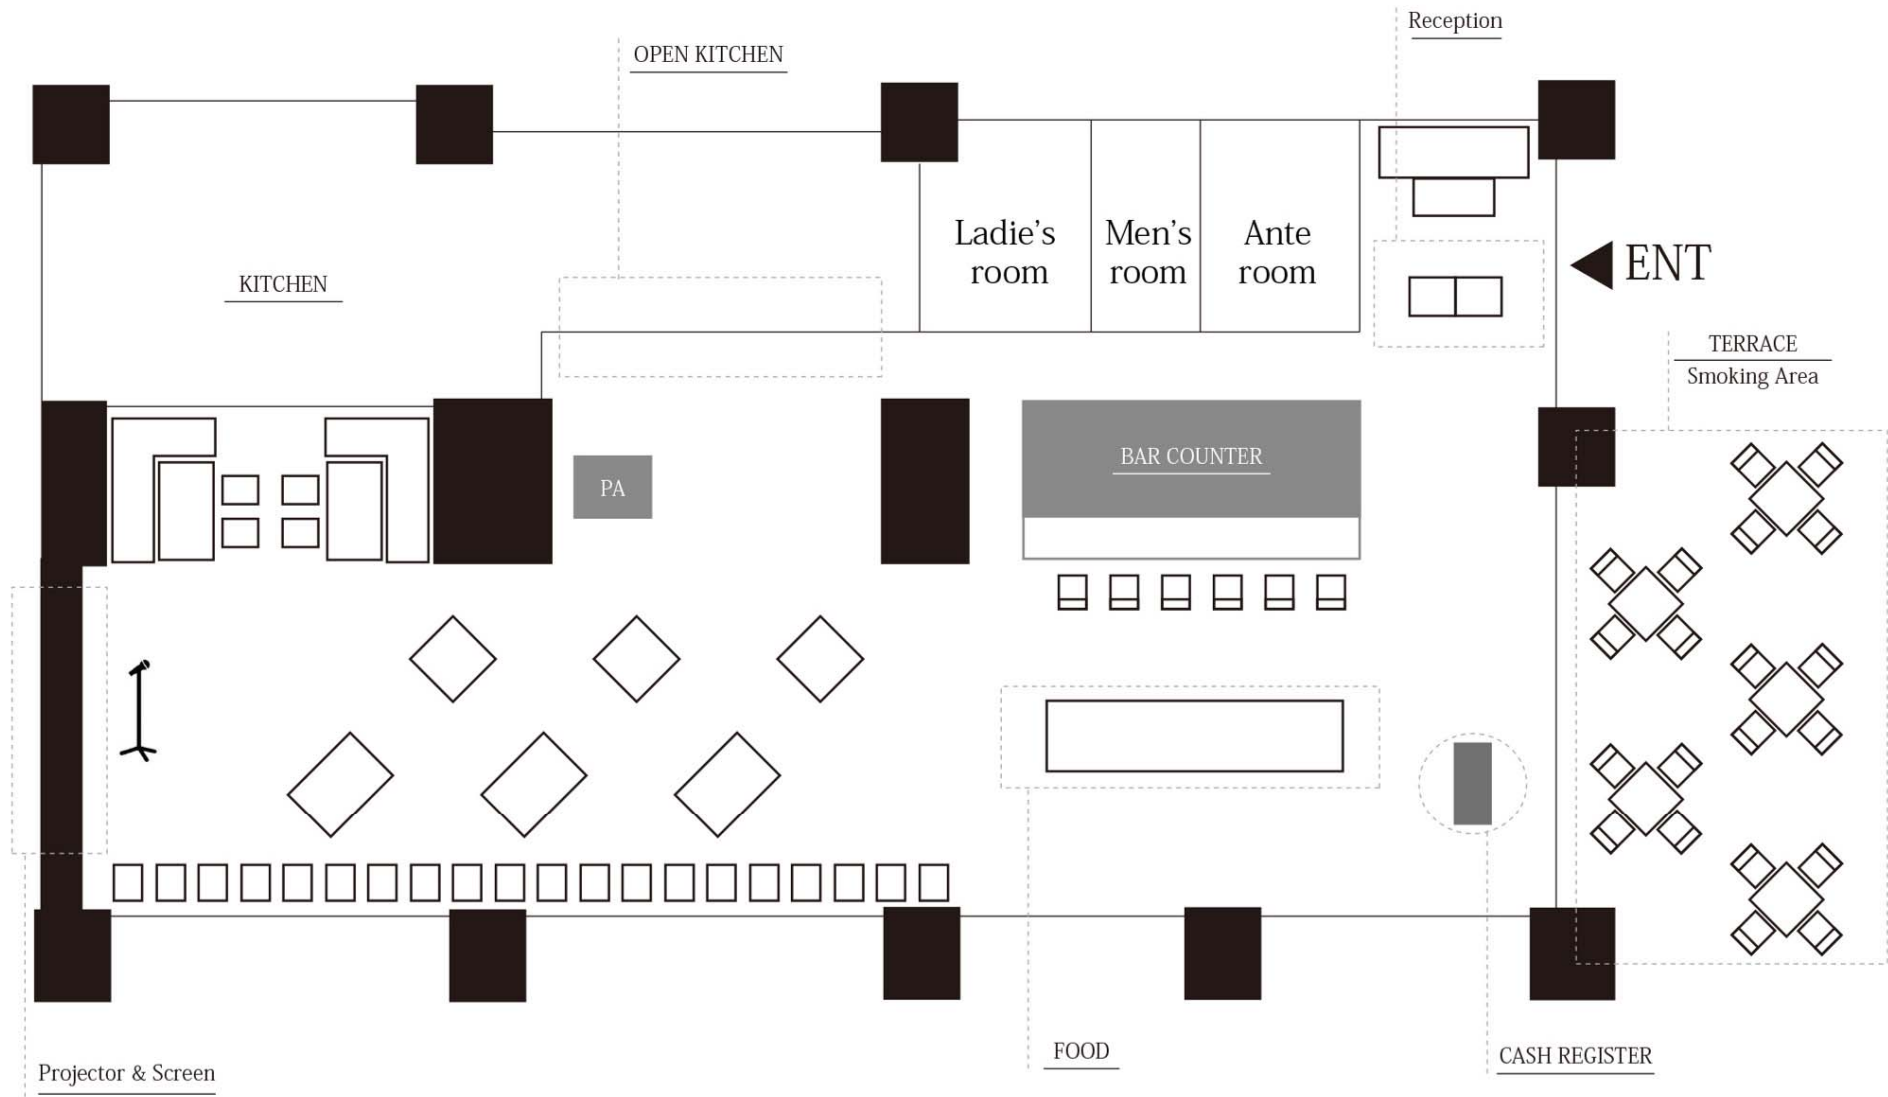 Reception
OPEN KITCHEN
Ladie's
room
Men's
room
Ante
room
ENT
KITCHEN
TERRACE
Smoking Area
BAR COUNTER
PA
FOOD
CASH REGISTER
Projector & Screen